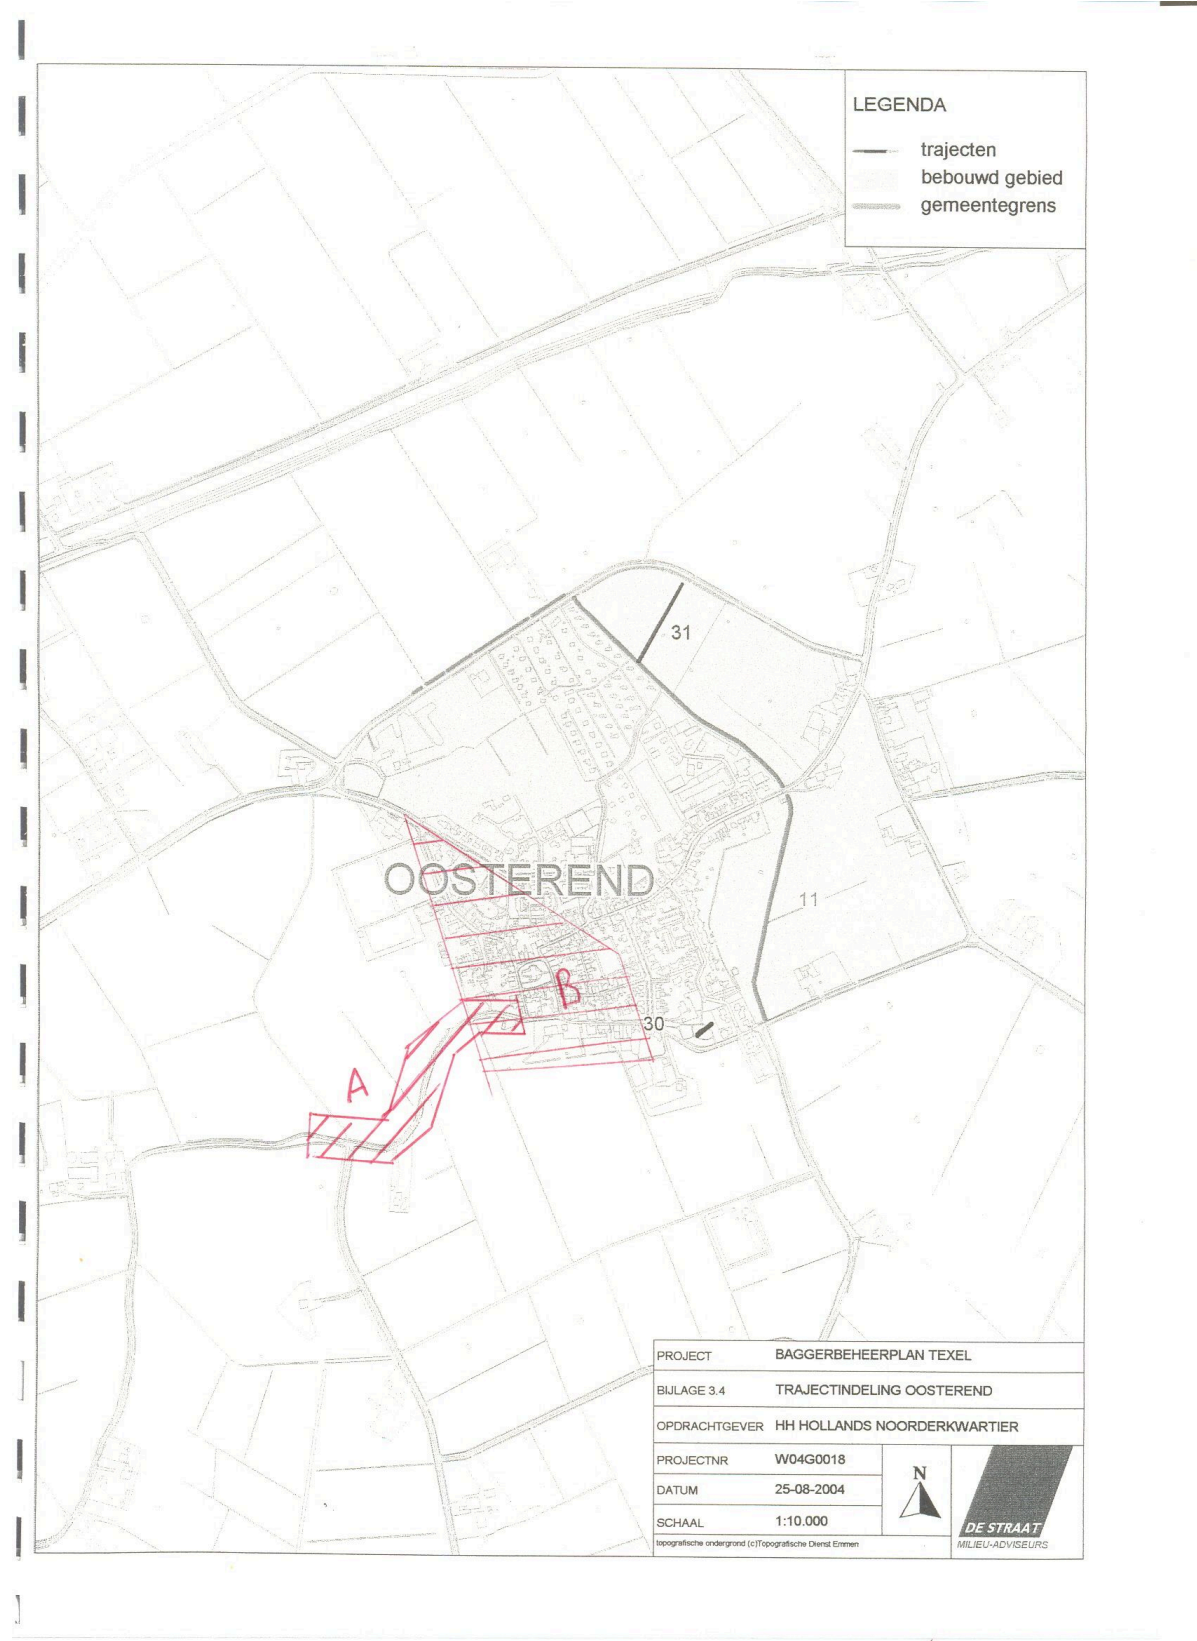 LEGENDA
trajecten
bebouwd gebied
gemeentegrens
31
OOSTEREND
11
B
30
A
PROJECT BAGGERBEHEERPLAN TEXEL
BIJLAGE 3.4 TRAJECTINDELING OOSTEREND
OPDRACHTGEVER HH HOLLANDS NOORDERKWARTIER
PROJECTNR W04G0018
DATUM 25-08-2004
SCHAAL 1:10.000
topografische ondergrond (c)Topografische Dienst Emmen
N
DE STRAAT
MILIEU-ADVISEURS